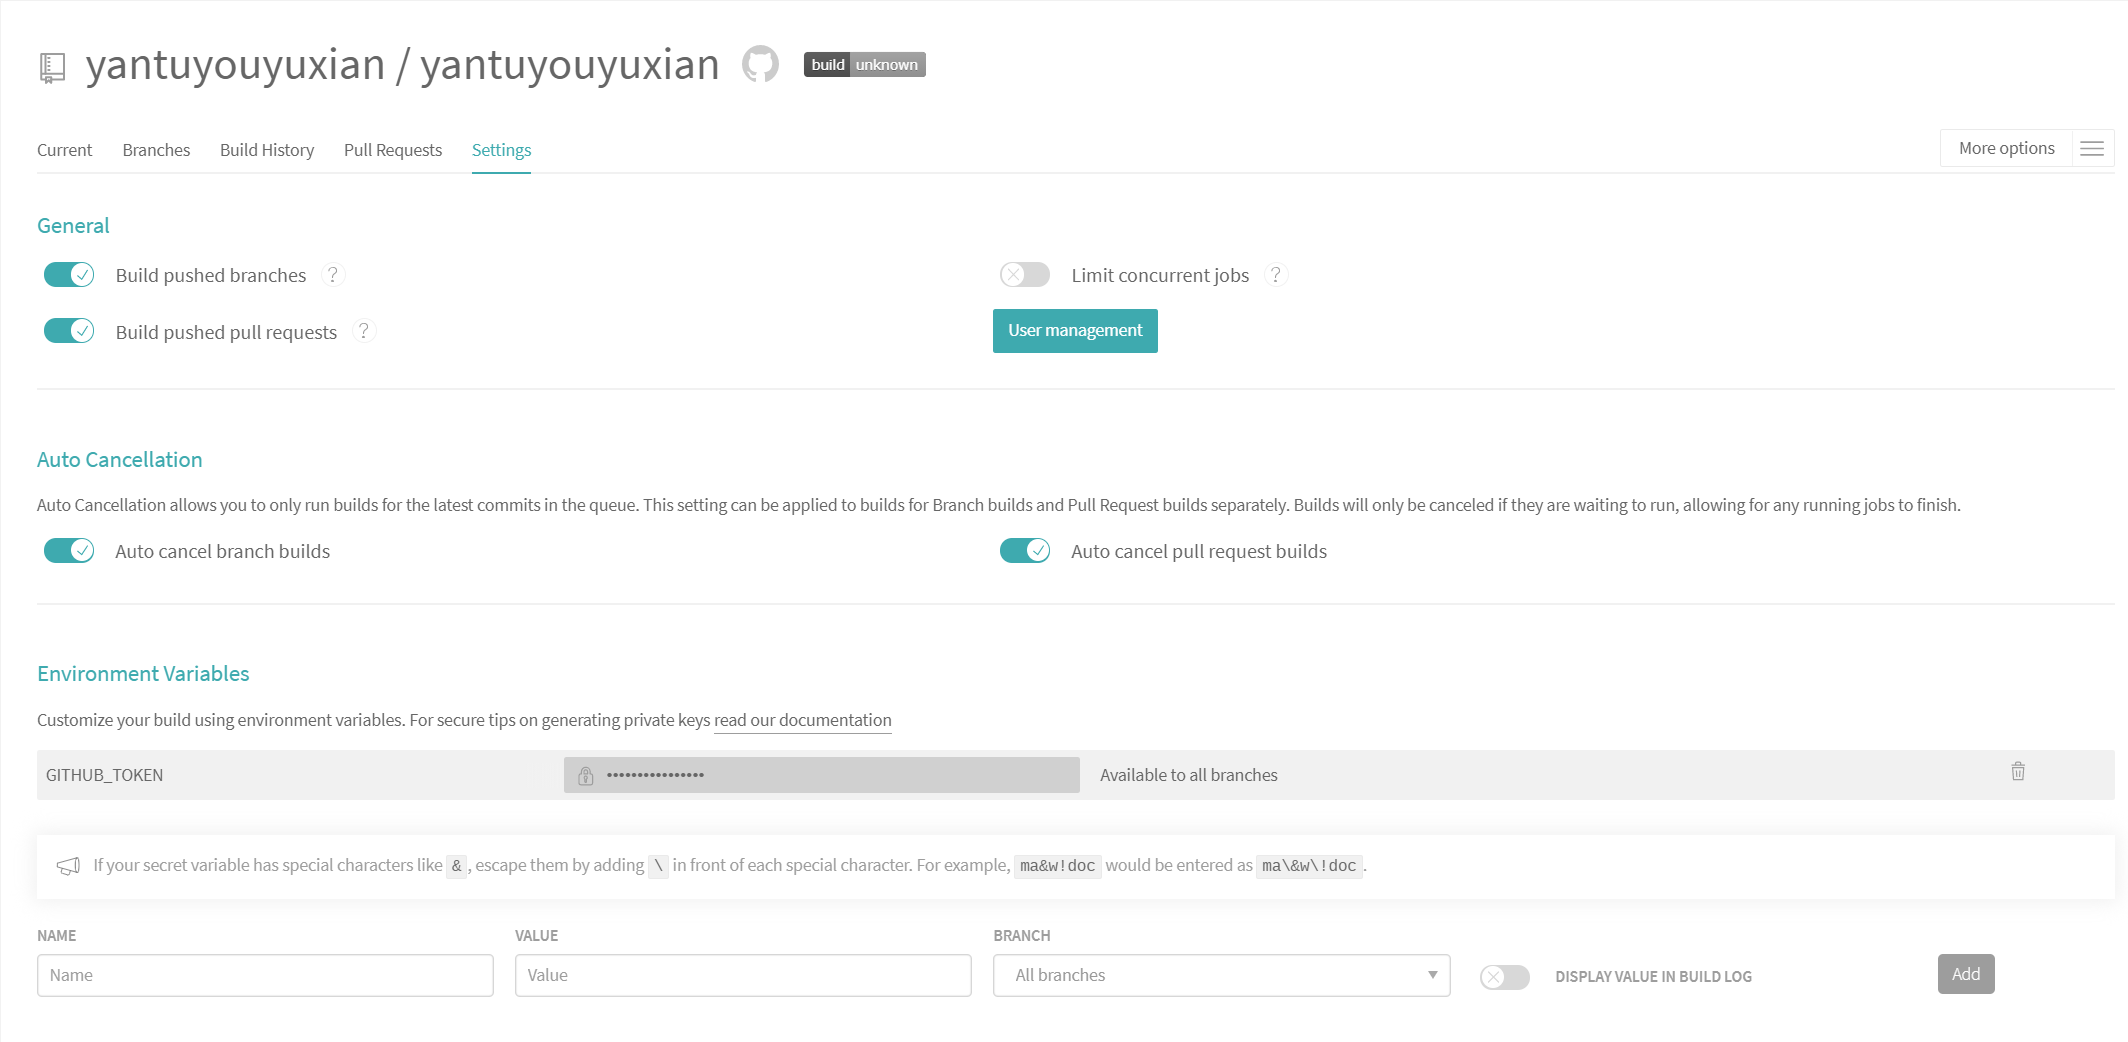 yantuyouyuxian / yantuyouyuxian build unknown
Current Branches Build History Pull Requests Settings More options
General
Build pushed branches ? Limit concurrent jobs ?
Build pushed pull requests ? User management
Auto Cancellation
Auto Cancellation allows you to only run builds for the latest commits in the queue. This setting can be applied to builds for Branch builds and Pull Request builds separately. Builds will only be canceled if they are waiting to run, allowing for any running jobs to finish.
Auto cancel branch builds Auto cancel pull request builds
Environment Variables
Customize your build using environment variables. For secure tips on generating private keys read our documentation
GITHUB_TOKEN •••••••••••••••• Available to all branches
If your secret variable has special characters like &, escape them by adding \ in front of each special character. For example, ma&w!doc would be entered as ma\&w\!doc.
NAME VALUE BRANCH
Name Value All branches DISPLAY VALUE IN BUILD LOG Add